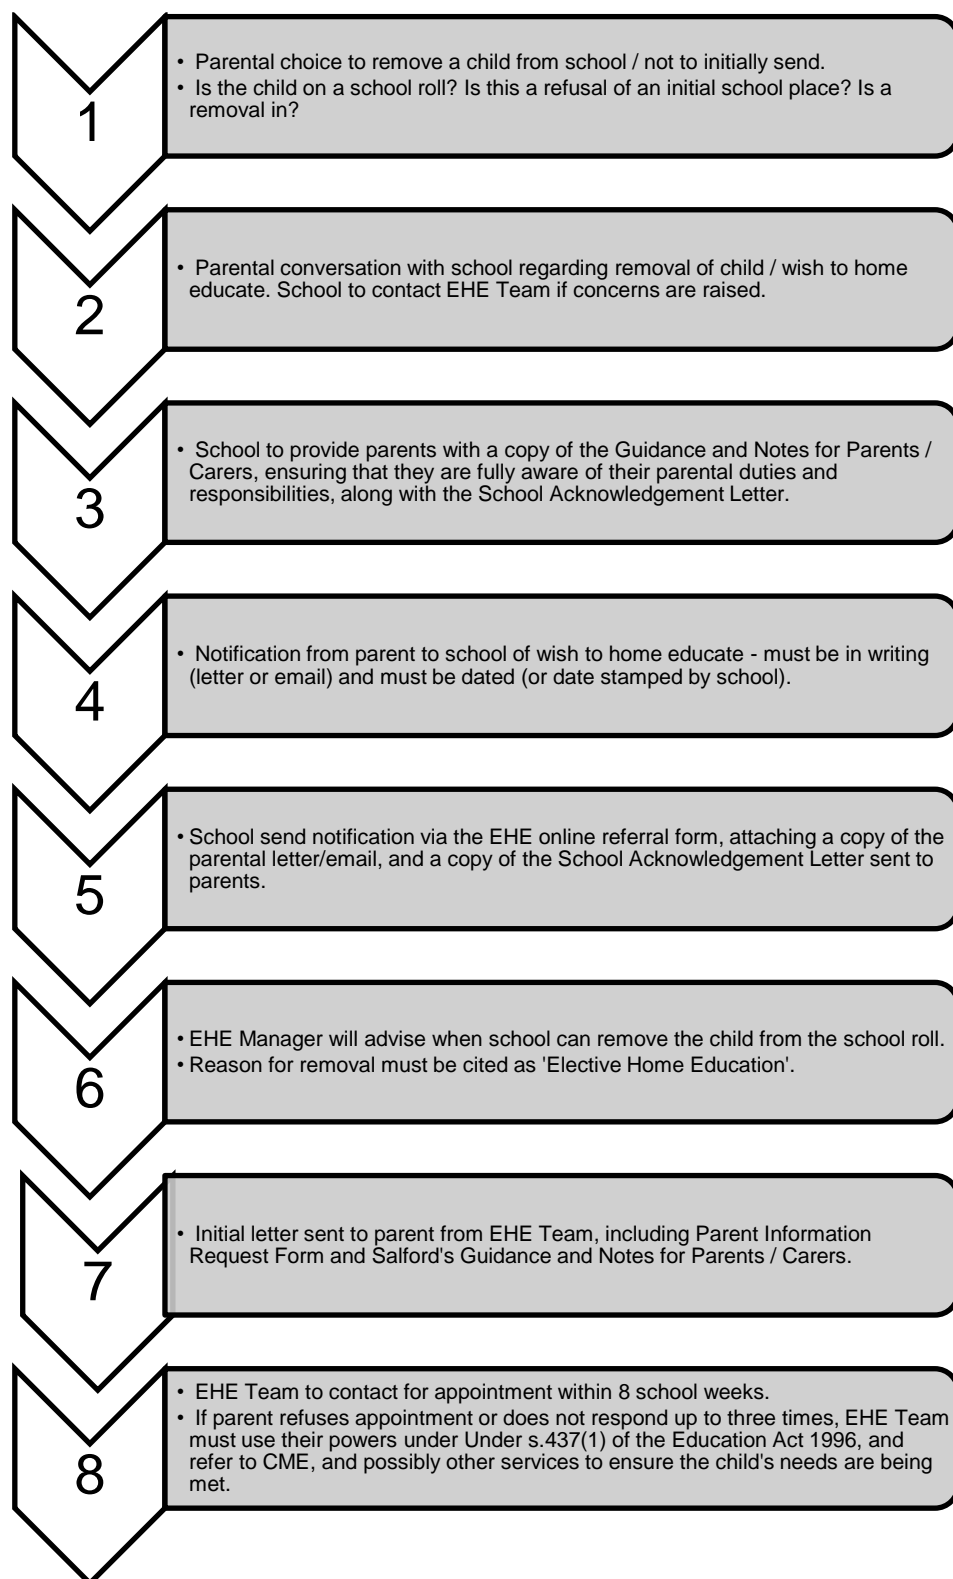 1
• Parental choice to remove a child from school / not to initially send.
• Is the child on a school roll? Is this a refusal of an initial school place? Is a
removal in?
2
• Parental conversation with school regarding removal of child / wish to home
educate. School to contact EHE Team if concerns are raised.
3
• School to provide parents with a copy of the Guidance and Notes for Parents /
Carers, ensuring that they are fully aware of their parental duties and
responsibilities, along with the School Acknowledgement Letter.
4
• Notification from parent to school of wish to home educate - must be in writing
(letter or email) and must be dated (or date stamped by school).
5
• School send notification via the EHE online referral form, attaching a copy of the
parental letter/email, and a copy of the School Acknowledgement Letter sent to
parents.
6
• EHE Manager will advise when school can remove the child from the school roll.
• Reason for removal must be cited as 'Elective Home Education'.
7
• Initial letter sent to parent from EHE Team, including Parent Information
Request Form and Salford's Guidance and Notes for Parents / Carers.
8
• EHE Team to contact for appointment within 8 school weeks.
• If parent refuses appointment or does not respond up to three times, EHE Team
must use their powers under Under s.437(1) of the Education Act 1996, and
refer to CME, and possibly other services to ensure the child's needs are being
met.